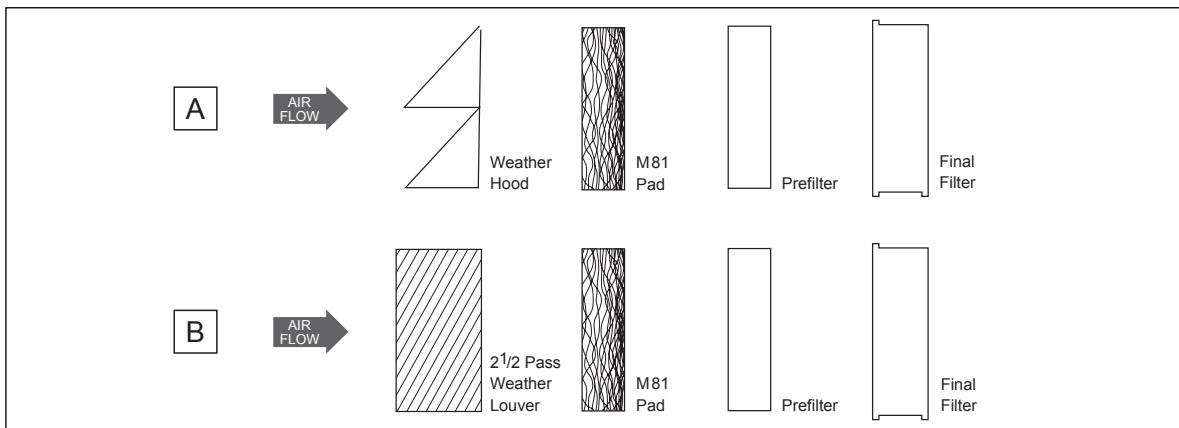 A
AIR
FLOW
Weather
Hood
M81
Pad
Prefilter
Final
Filter
B
AIR
FLOW
2 1/2 Pass
Weather
Louver
M81
Pad
Prefilter
Final
Filter